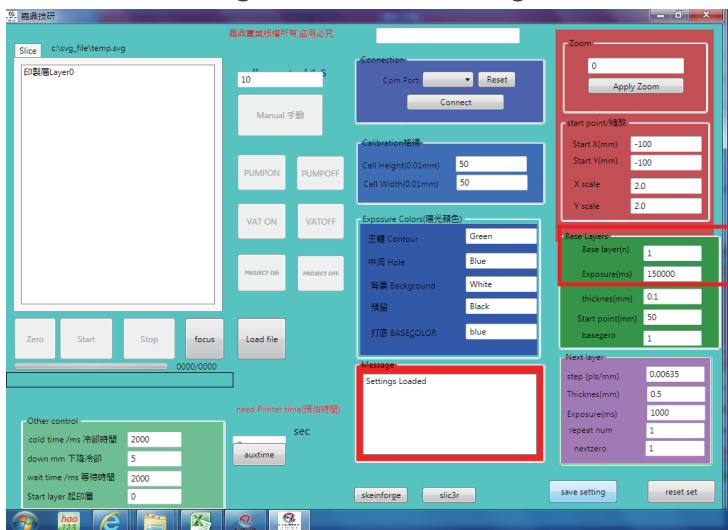 嘉鼎技研
嘉鼎實業版權所有 盜用必究
Slice
c\svg_file\temp.svg
印製層Layer0
10
Manual 手動
PUMPON
PUMPOFF
VAT ON
VATOFF
PROJECT ON
PROJECT OFF
Zero
Start
Stop
focus
Load file
0000/0000
Other control
cold time /ms 冷卻時間
2000
down mm 下降冷卻
5
wait time /ms 等待時間
2000
Start layer 起印層
0
need Printer time(預估時間)
sec
auxtime
Connection
Com Port:
Reset
Connect
Calibration格線
Cell Height(0.01mm)
50
Cell Width(0.01mm)
50
Exposure Colors(曝光顏色)
主體 Contour
Green
中洞 Hole
Blue
背景 Background
White
預留
Black
打底 BASECOLOR
blue
Message
Settings Loaded
skeinforge
slic3r
Zoom
0
Apply Zoom
start point/縮放
Start X(mm)
-100
Start Y(mm)
-100
X scale
2.0
Y scale
2.0
Base Layers
Base layer(n)
1
Exposure(ms)
150000
thicknes(mm)
0.1
Start point(mm)
50
basezero
1
Next layer
step (pls/mm)
0.00635
Thicknes(mm)
0.5
Exposure(ms)
1000
repeat num
1
nextzero
1
save setting
reset set
hao
123